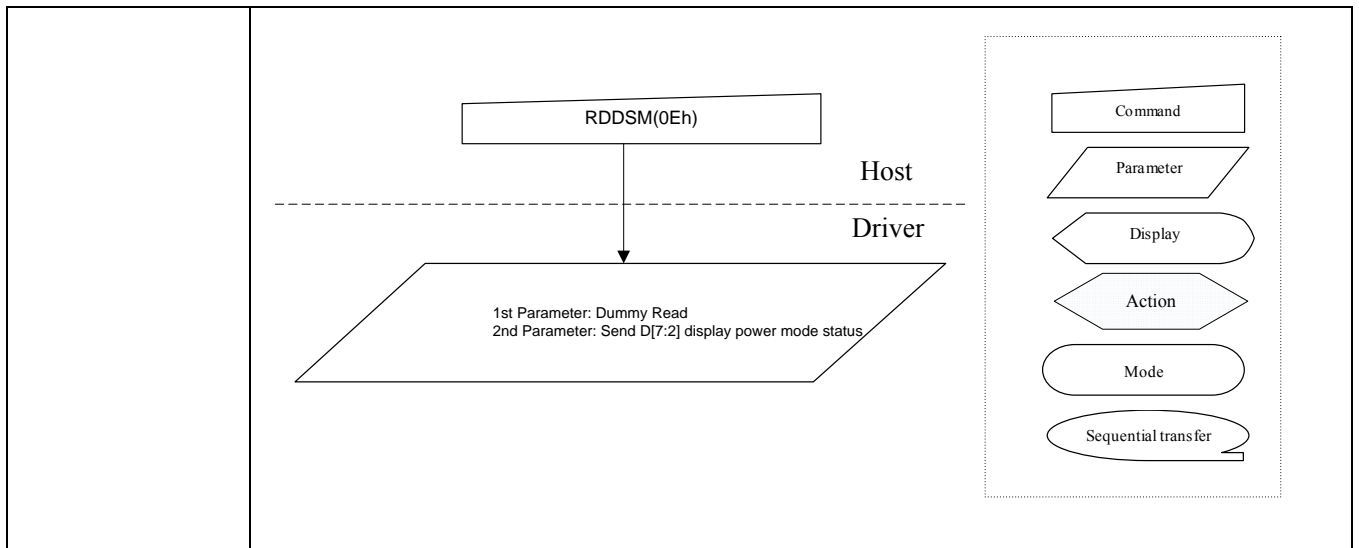 RDDSM(0Eh)
Host
Driver
1st Parameter: Dummy Read
2nd Parameter: Send D[7:2] display power mode status
Command
Parameter
Display
Action
Mode
Sequential transfer